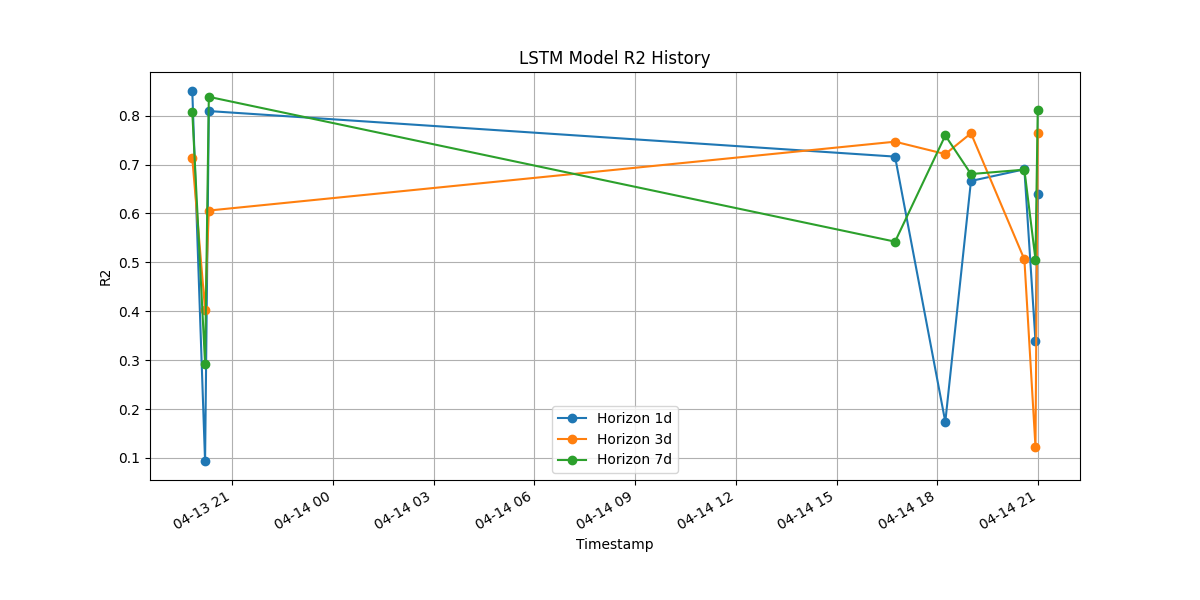 LSTM Model R2 History
R2
0.8
0.7
0.6
0.5
0.4
0.3
0.2
0.1
Horizon 1d
Horizon 3d
Horizon 7d
04-13 21
04-14 00
04-14 03
04-14 06
04-14 09
04-14 12
04-14 15
04-14 18
04-14 21
Timestamp